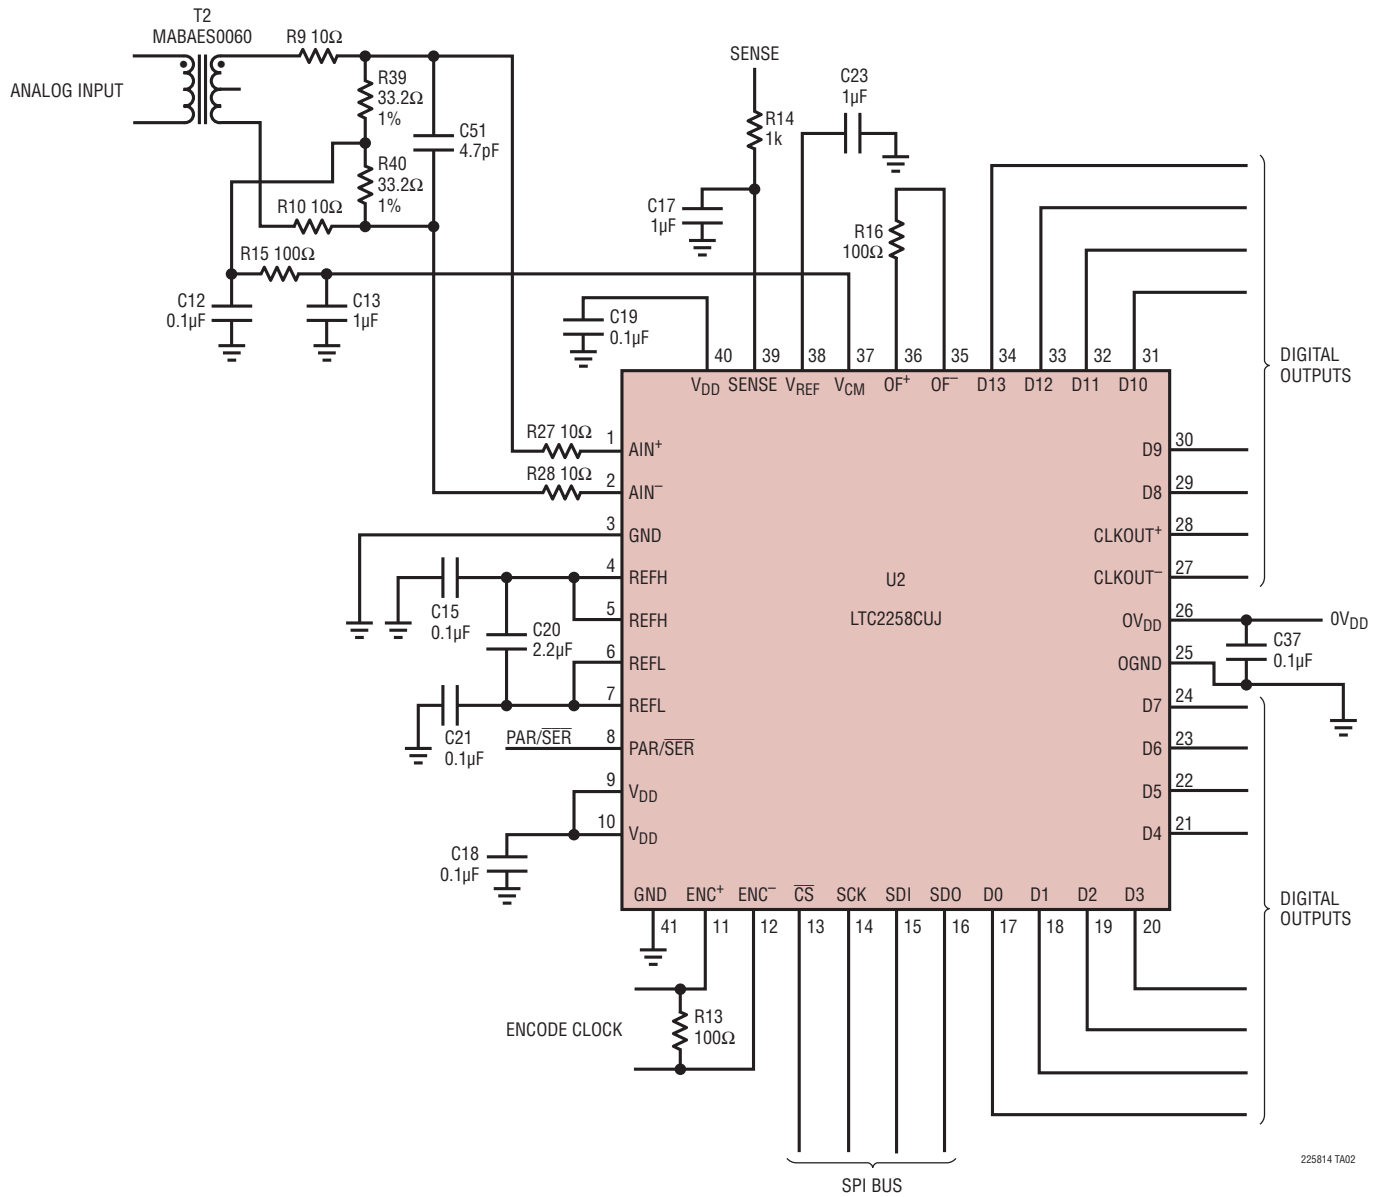 T2
MABAES0060
ANALOG INPUT
R9 10Ω
R39
33.2Ω
1%
C51
4.7pF
R40
33.2Ω
1%
R10 10Ω
R15 100Ω
C12
0.1µF
C13
1µF
SENSE
R14
1k
C17
1µF
C23
1µF
R16
100Ω
C19
0.1µF
40 39 38 37 36 35 34 33 32 31
VDD SENSE VREF VCM OF+ OF– D13 D12 D11 D10
DIGITAL
OUTPUTS
R27 10Ω
1 AIN+
R28 10Ω
2 AIN–
3 GND
4 REFH
5 REFH
6 REFL
7 REFL
PAR/SER 8 PAR/SER
9 VDD
10 VDD
C15
0.1µF
C20
2.2µF
C21
0.1µF
C18
0.1µF
U2
LTC2258CUJ
D9 30
D8 29
CLKOUT+ 28
CLKOUT– 27
OVDD 26
0VDD
OGND 25
C37
0.1µF
D7 24
D6 23
D5 22
D4 21
GND ENC+ ENC– CS SCK SDI SDO D0 D1 D2 D3
41 11 12 13 14 15 16 17 18 19 20
DIGITAL
OUTPUTS
ENCODE CLOCK
R13
100Ω
SPI BUS
225814 TA02